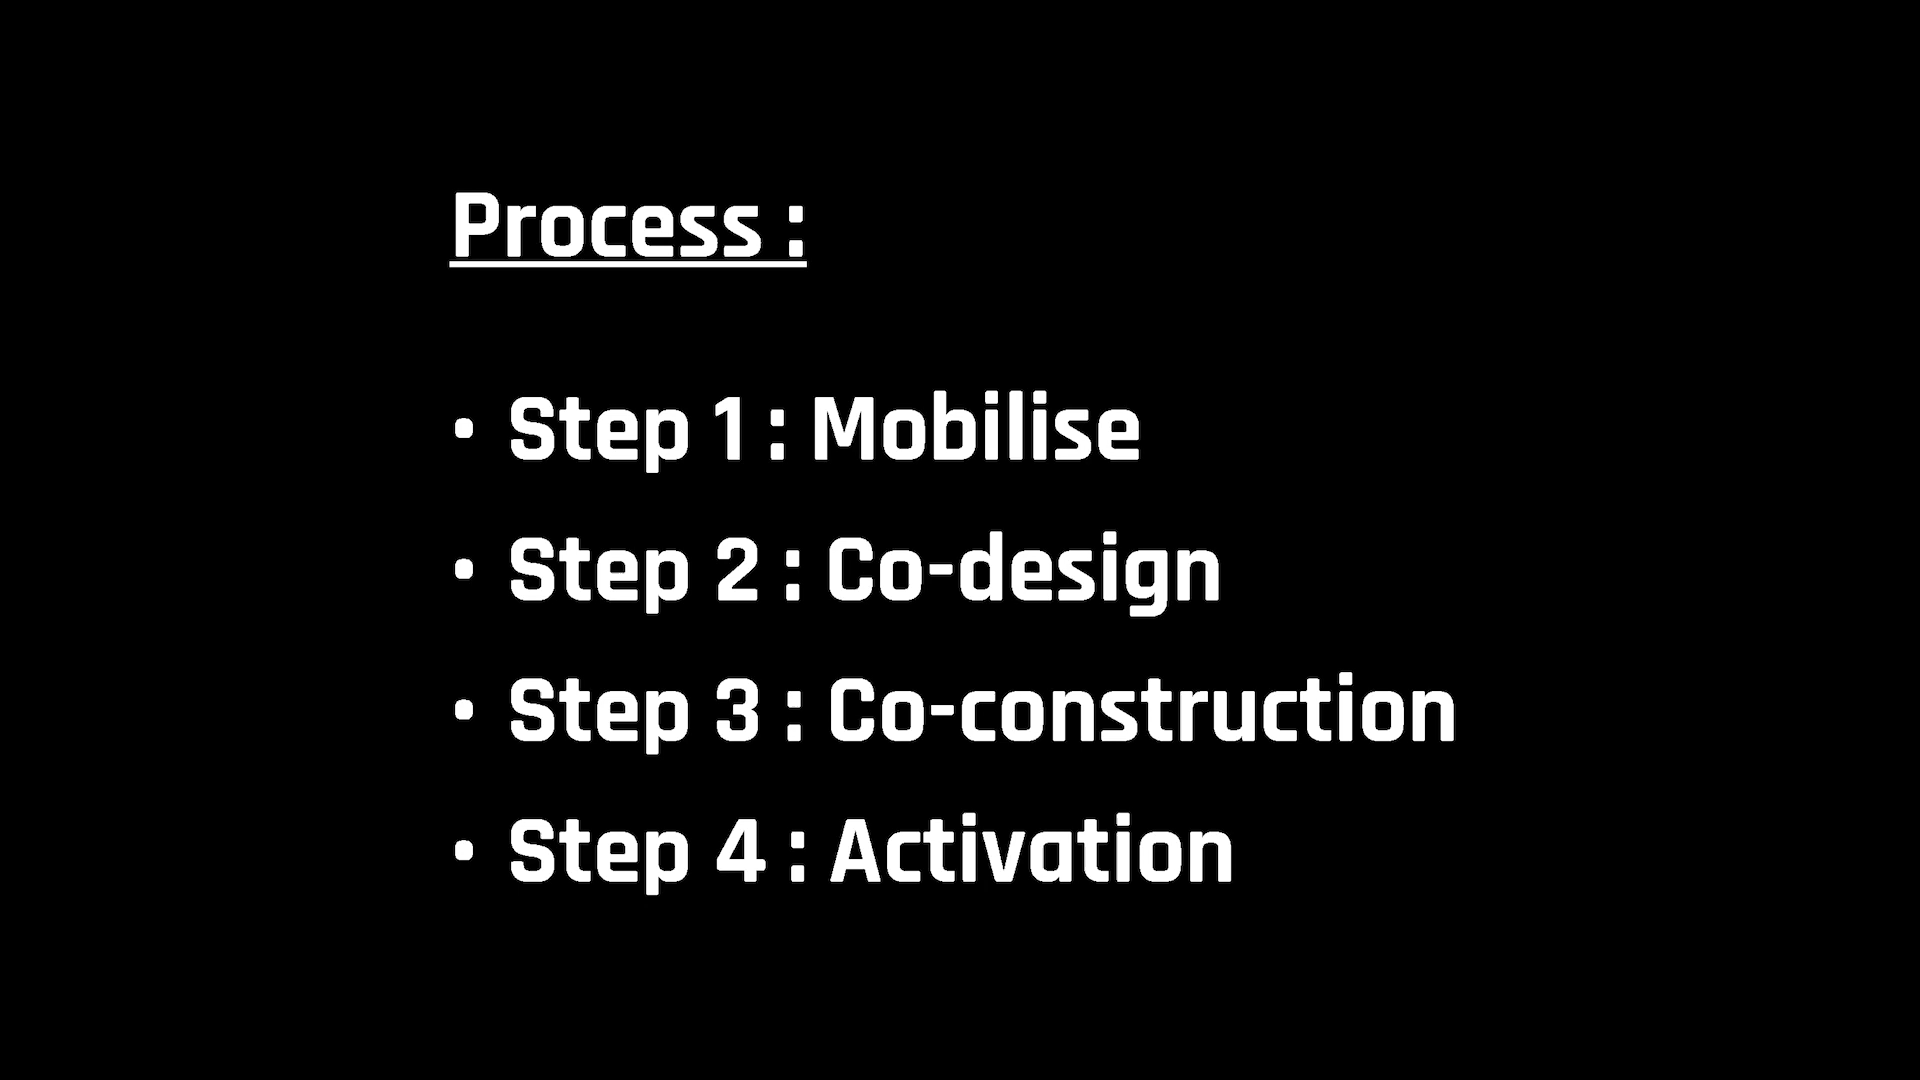 Process :
• Step 1 : Mobilise
• Step 2 : Co-design
• Step 3 : Co-construction
• Step 4 : Activation